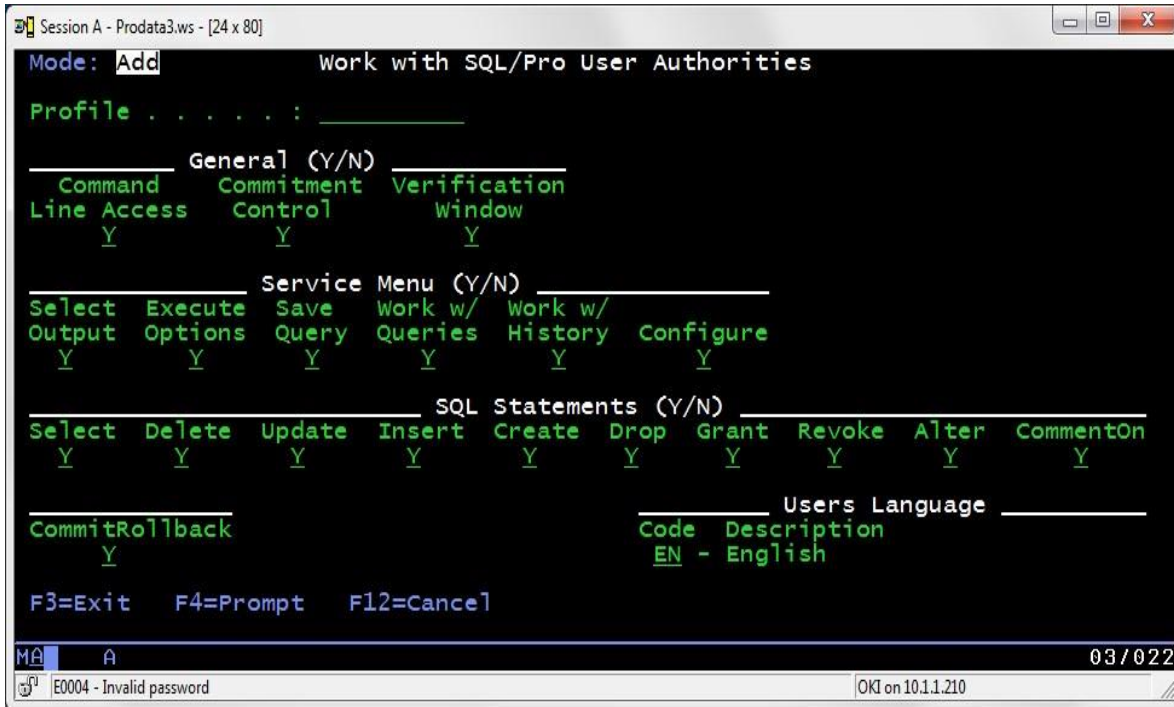 Session A - Prodata3.ws - [24 x 80]
Mode: Add Work with SQL/Pro User Authorities
Profile . . . . . : __________
General (Y/N)
Command Commitment Verification
Line Access Control Window
Y Y Y
Service Menu (Y/N)
Select Execute Save Work w/ Work w/
Output Options Query Queries History Configure
Y Y Y Y Y Y
SQL Statements (Y/N)
Select Delete Update Insert Create Drop Grant Revoke Alter CommentOn
Y Y Y Y Y Y Y Y Y Y
Users Language
CommitRollback Code Description
Y EN - English
F3=Exit F4=Prompt F12=Cancel
MA A 03/022
E0004 - Invalid password OKI on 10.1.1.210